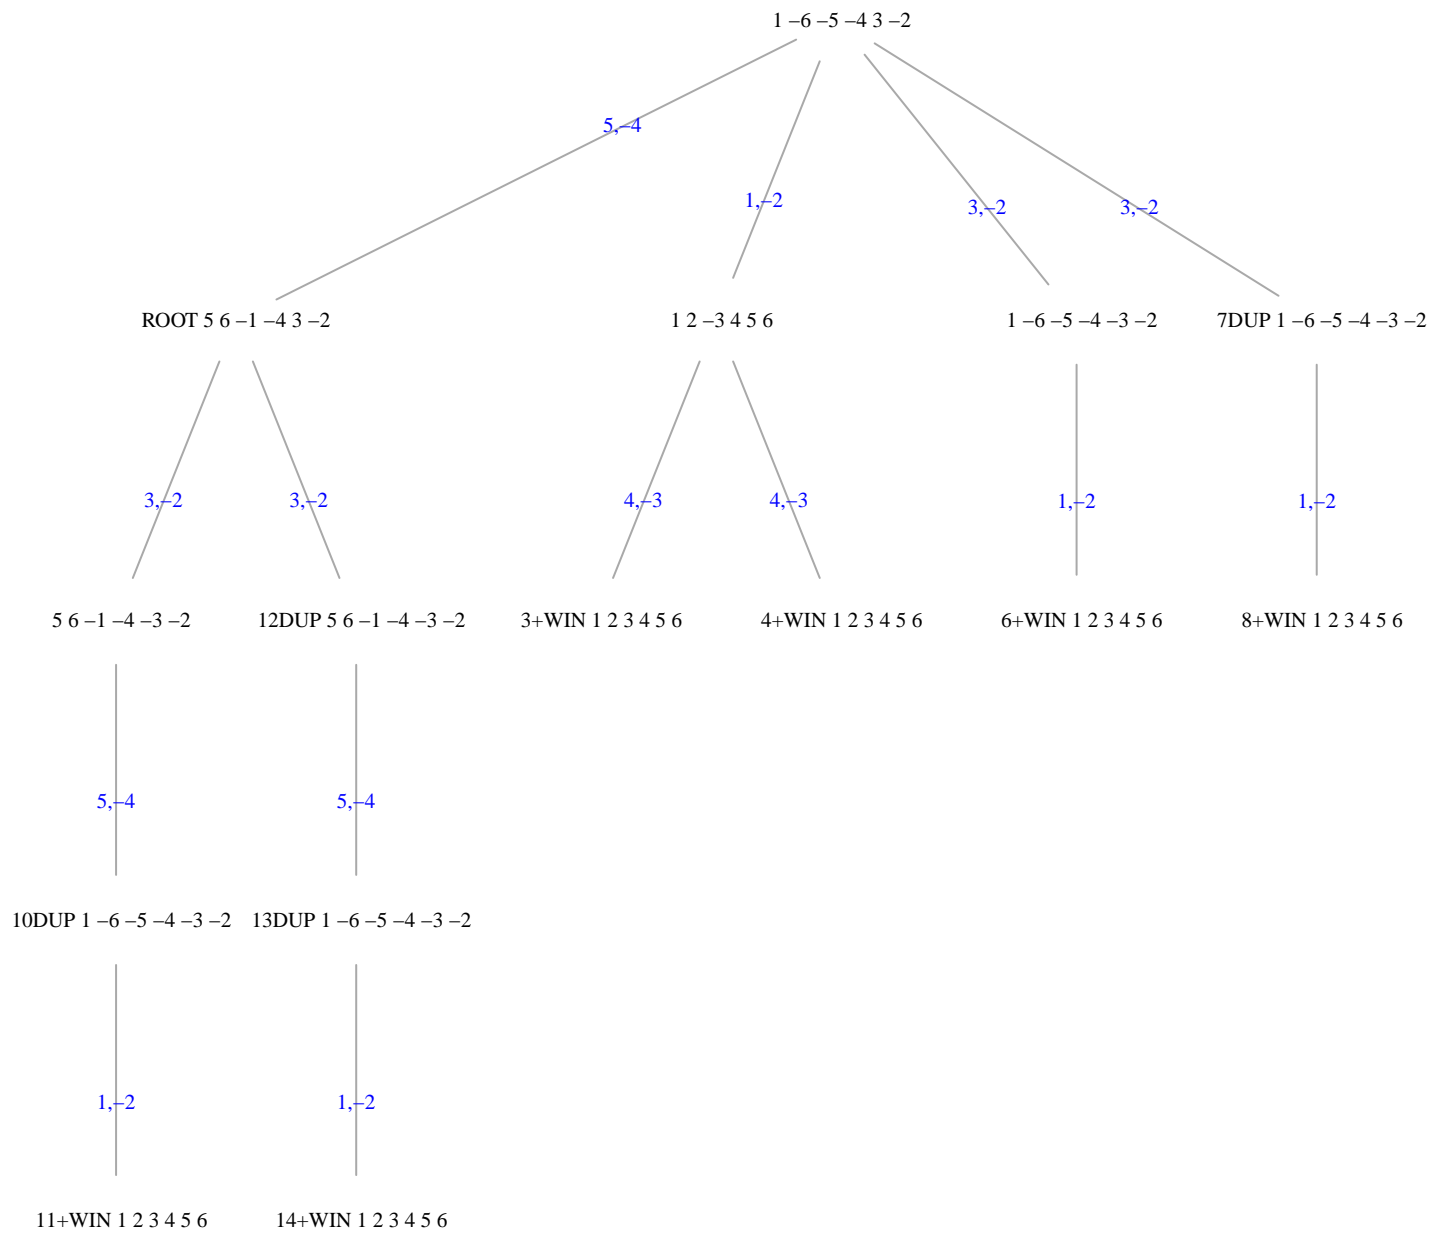 1 –6 –5 –4 3 –2
5,–4
1,–2
3,–2
3,–2
ROOT 5 6 –1 –4 3 –2
1 2 –3 4 5 6
1 –6 –5 –4 –3 –2
7DUP 1 –6 –5 –4 –3 –2
3,–2
3,–2
4,–3
4,–3
1,–2
1,–2
5 6 –1 –4 –3 –2
12DUP 5 6 –1 –4 –3 –2
3+WIN 1 2 3 4 5 6
4+WIN 1 2 3 4 5 6
6+WIN 1 2 3 4 5 6
8+WIN 1 2 3 4 5 6
5,–4
5,–4
10DUP 1 –6 –5 –4 –3 –2
13DUP 1 –6 –5 –4 –3 –2
1,–2
1,–2
11+WIN 1 2 3 4 5 6
14+WIN 1 2 3 4 5 6